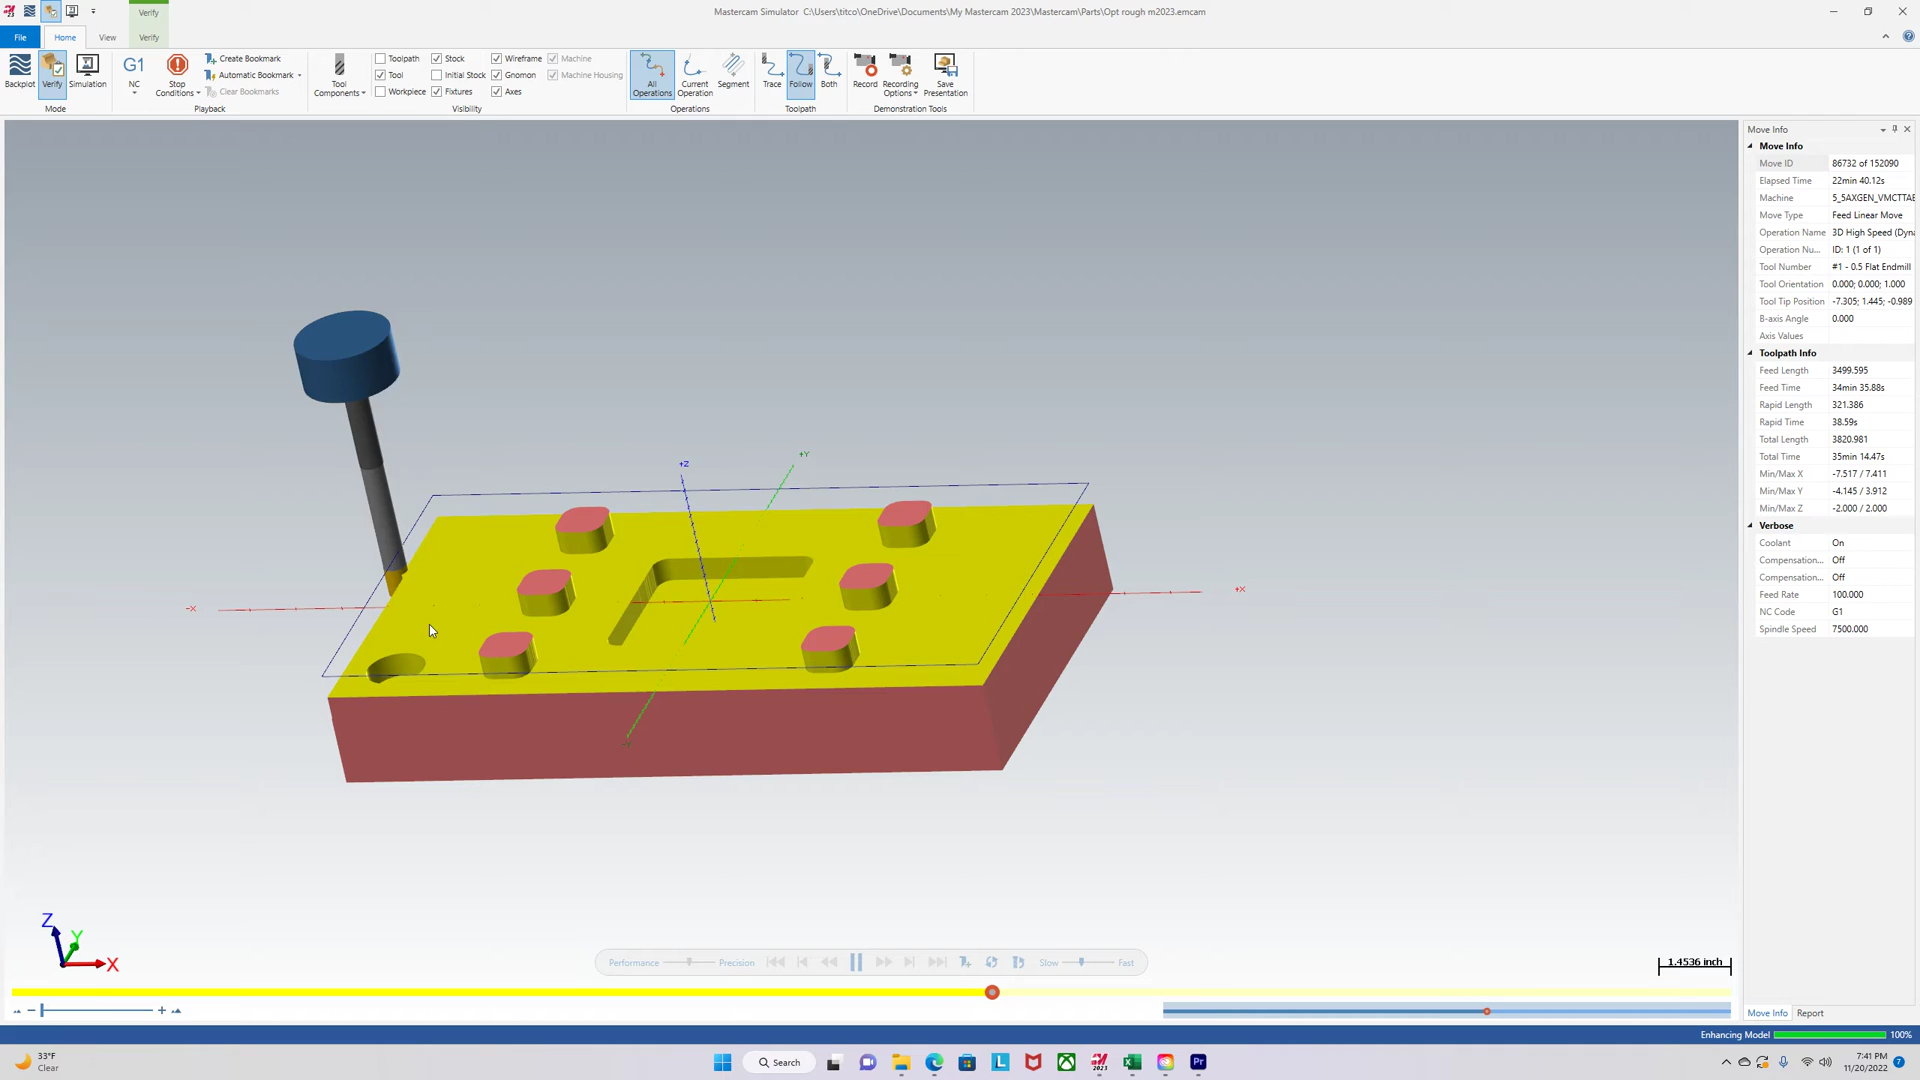 Verify
Mastercam Simulator C:\Users\titco\OneDrive\Documents\My Mastercam 2023\Mastercam\Parts\Opt rough m2023.emcam
File Home View Verify
Backplot Verify Simulation
Mode
G1
NC
Stop Conditions
Create Bookmark
Automatic Bookmark
Clear Bookmarks
Playback
Tool Components
Toolpath Stock Wireframe Machine
Tool Initial Stock Gnomon Machine Housing
Workpiece Fixtures Axes
Visibility
All Operations
Current Operation
Segment
Operations
Trace Follow Both
Toolpath
Record
Recording Options
Save Presentation
Demonstration Tools
Move Info
Move Info
Move ID 86732 of 152090
Elapsed Time 22min 40.12s
Machine 5_5AXGEN_VMCTTAE
Move Type Feed Linear Move
Operation Name 3D High Speed (Dyna
Operation Nu... ID: 1 (1 of 1)
Tool Number #1 - 0.5 Flat Endmill
Tool Orientation 0.000; 0.000; 1.000
Tool Tip Position -7.305; 1.445; -0.989
B-axis Angle 0.000
Axis Values
Toolpath Info
Feed Length 3499.595
Feed Time 34min 35.88s
Rapid Length 321.386
Rapid Time 38.59s
Total Length 3820.981
Total Time 35min 14.47s
Min/Max X -7.517 / 7.411
Min/Max Y -4.145 / 3.912
Min/Max Z -2.000 / 2.000
Verbose
Coolant On
Compensation... Off
Compensation... Off
Feed Rate 100.000
NC Code G1
Spindle Speed 7500.000
+Z
+Y
-X
+X
Z
Y
X
Performance Precision
Slow Fast
1.4536 inch
Move Info Report
Enhancing Model 100%
33°F
Clear
Search
L
2023
Pr
7:41 PM
11/20/2022
7